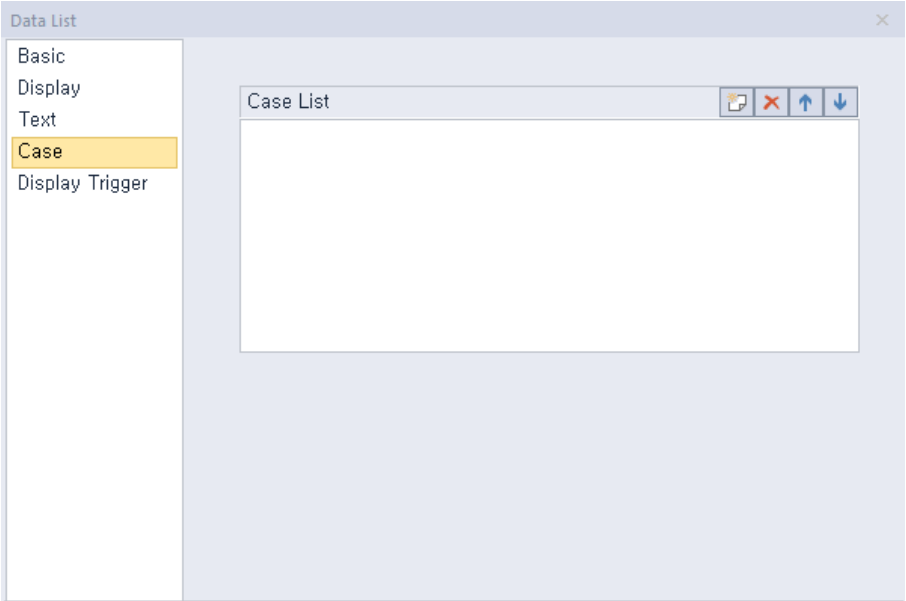 Data List
Basic
Display
Text
Case
Display Trigger
Case List